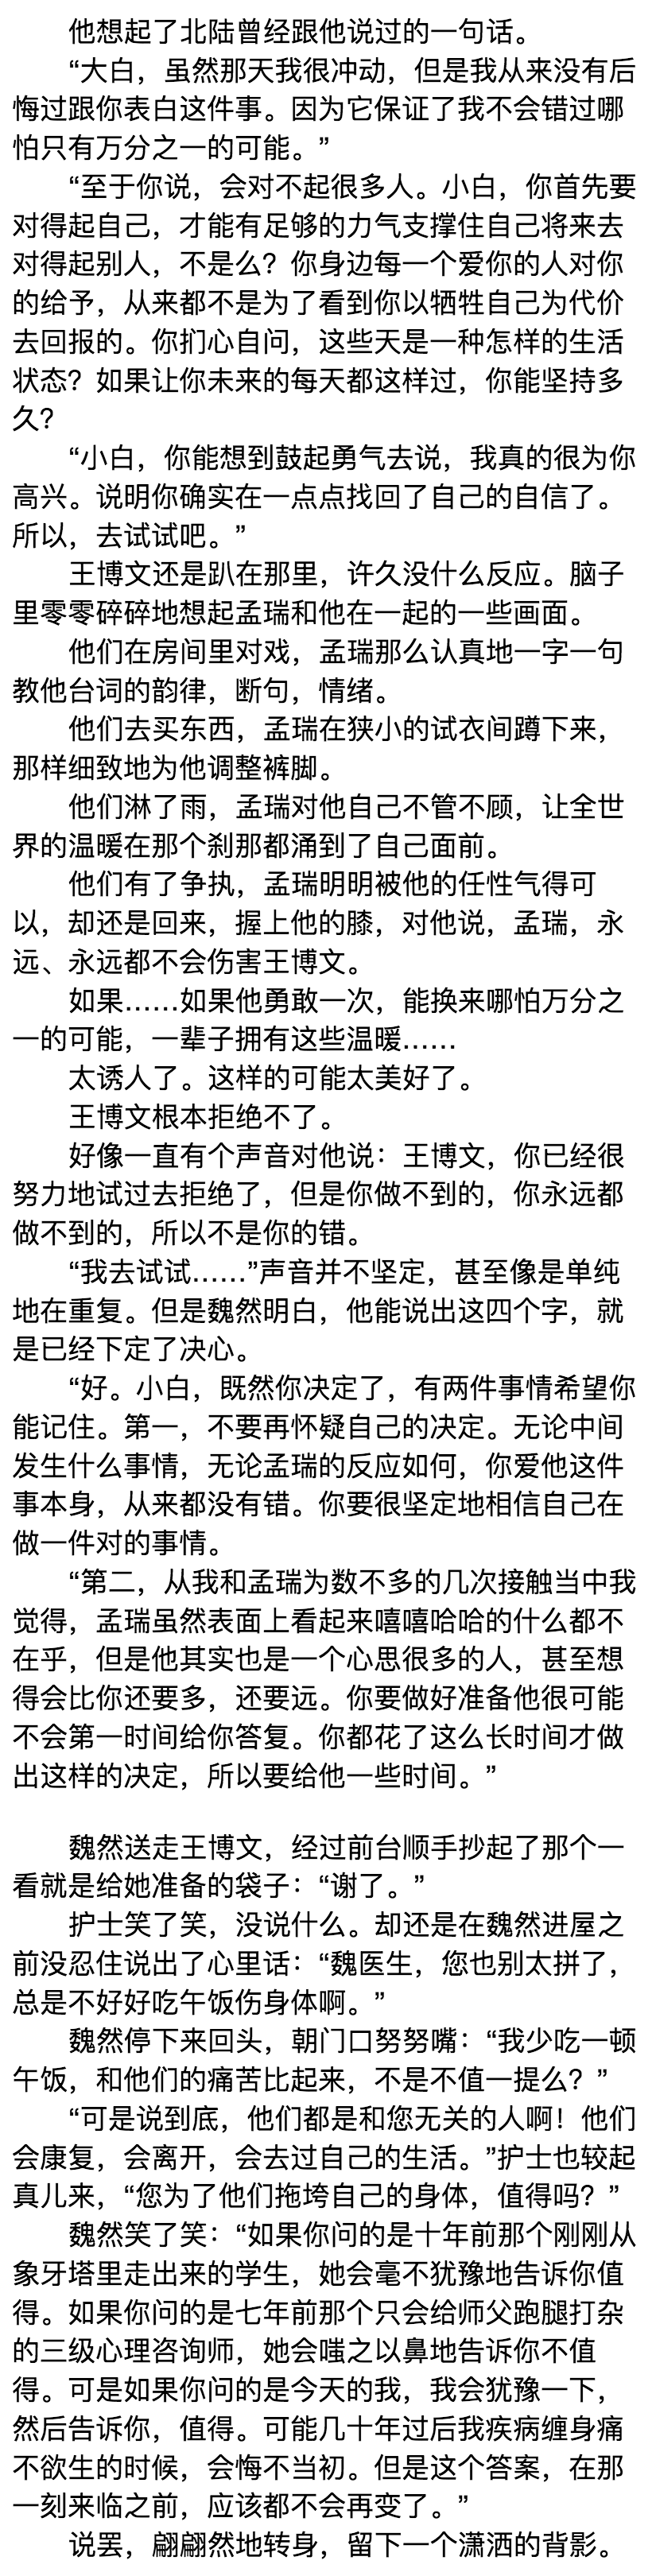 他想起了北陆曾经跟他说过的一句话。
“大白，虽然那天我很冲动，但是我从来没有后
悔过跟你表白这件事。因为它保证了我不会错过哪
怕只有万分之一的可能。”
“至于你说，会对不起很多人。小白，你首先要
对得起自己，才能有足够的力气支撑住自己将来去
对得起别人，不是么？你身边每一个爱你的人对你
的给予，从来都不是为了看到你以牺牲自己为代价
去回报的。你扪心自问，这些天是一种怎样的生活
状态？如果让你未来的每天都这样过，你能坚持多
久？
“小白，你能想到鼓起勇气去说，我真的很为你
高兴。说明你确实在一点点找回了自己的自信了。
所以，去试试吧。”
王博文还是趴在那里，许久没什么反应。脑子
里零零碎碎地想起孟瑞和他在一起的一些画面。
他们在房间里对戏，孟瑞那么认真地一字一句
教他台词的韵律，断句，情绪。
他们去买东西，孟瑞在狭小的试衣间蹲下来，
那样细致地为他调整裤脚。
他们淋了雨，孟瑞对他自己不管不顾，让全世
界的温暖在那个刹那都涌到了自己面前。
他们有了争执，孟瑞明明被他的任性气得可
以，却还是回来，握上他的膝，对他说，孟瑞，永
远、永远都不会伤害王博文。
如果……如果他勇敢一次，能换来哪怕万分之
一的可能，一辈子拥有这些温暖……
太诱人了。这样的可能太美好了。
王博文根本拒绝不了。
好像一直有个声音对他说：王博文，你已经很
努力地试过去拒绝了，但是你做不到的，你永远都
做不到的，所以不是你的错。
“我去试试……”声音并不坚定，甚至像是单纯
地在重复。但是魏然明白，他能说出这四个字，就
是已经下定了决心。
“好。小白，既然你决定了，有两件事情希望你
能记住。第一，不要再怀疑自己的决定。无论中间
发生什么事情，无论孟瑞的反应如何，你爱他这件
事本身，从来都没有错。你要很坚定地相信自己在
做一件对的事情。
“第二，从我和孟瑞为数不多的几次接触当中我
觉得，孟瑞虽然表面上看起来嘻嘻哈哈的什么都不
在乎，但是他其实也是一个心思很多的人，甚至想
得会比你还要多，还要远。你要做好准备他很可能
不会第一时间给你答复。你都花了这么长时间才做
出这样的决定，所以要给他一些时间。”
魏然送走王博文，经过前台顺手抄起了那个一
看就是给她准备的袋子：“谢了。”
护士笑了笑，没说什么。却还是在魏然进屋之
前没忍住说出了心里话：“魏医生，您也别太拼了，
总是不好好吃午饭伤身体啊。”
魏然停下来回头，朝门口努努嘴：“我少吃一顿
午饭，和他们的痛苦比起来，不是不值一提么？”
“可是说到底，他们都是和您无关的人啊！他们
会康复，会离开，会去过自己的生活。”护士也较起
真儿来，“您为了他们拖垮自己的身体，值得吗？”
魏然笑了笑：“如果你问的是十年前那个刚刚从
象牙塔里走出来的学生，她会毫不犹豫地告诉你值
得。如果你问的是七年前那个只会给师父跑腿打杂
的三级心理咨询师，她会嗤之以鼻地告诉你不值
得。可是如果你问的是今天的我，我会犹豫一下，
然后告诉你，值得。可能几十年过后我疾病缠身痛
不欲生的时候，会悔不当初。但是这个答案，在那
一刻来临之前，应该都不会再变了。”
说罢，翩翩然地转身，留下一个潇洒的背影。